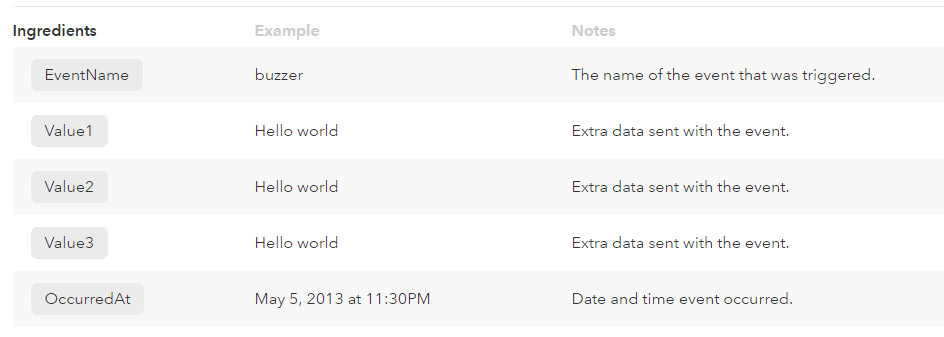 Ingredients Example Notes
EventName buzzer The name of the event that was triggered.
Value1 Hello world Extra data sent with the event.
Value2 Hello world Extra data sent with the event.
Value3 Hello world Extra data sent with the event.
OccurredAt May 5, 2013 at 11:30PM Date and time event occurred.